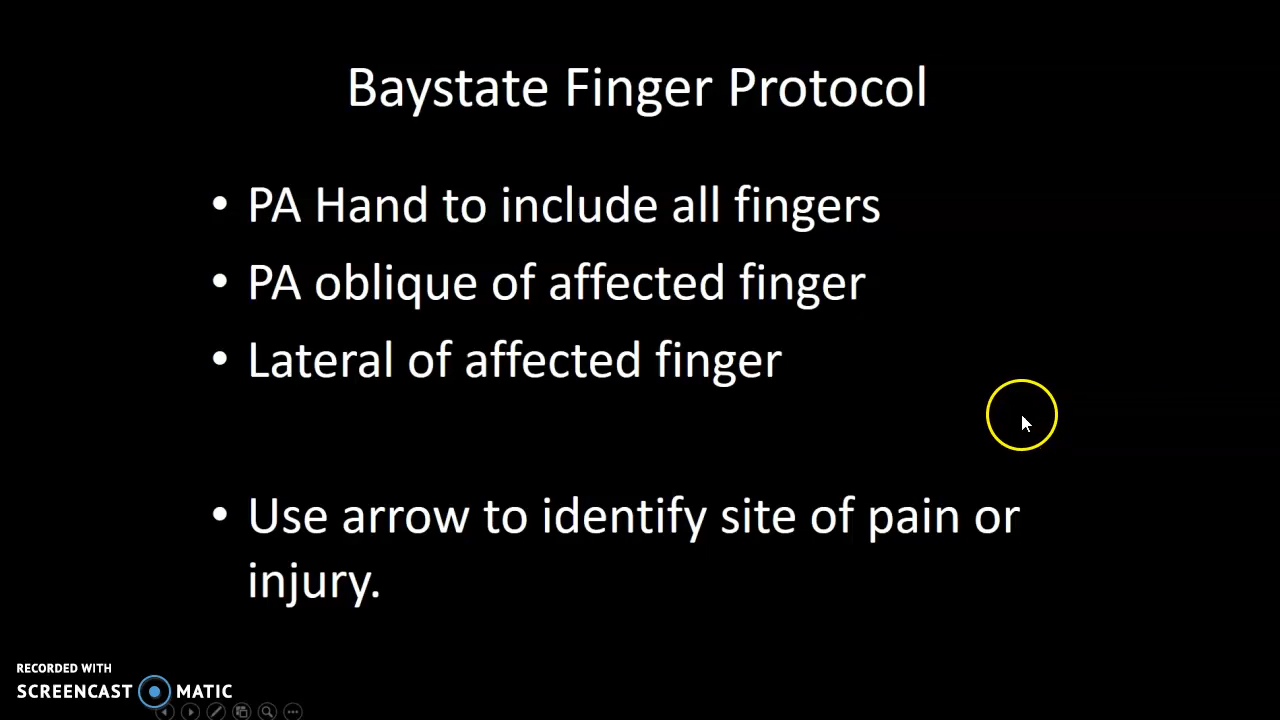 Baystate Finger Protocol
• PA Hand to include all fingers
• PA oblique of affected finger
• Lateral of affected finger
• Use arrow to identify site of pain or
injury.
RECORDED WITH
SCREENCAST MATIC